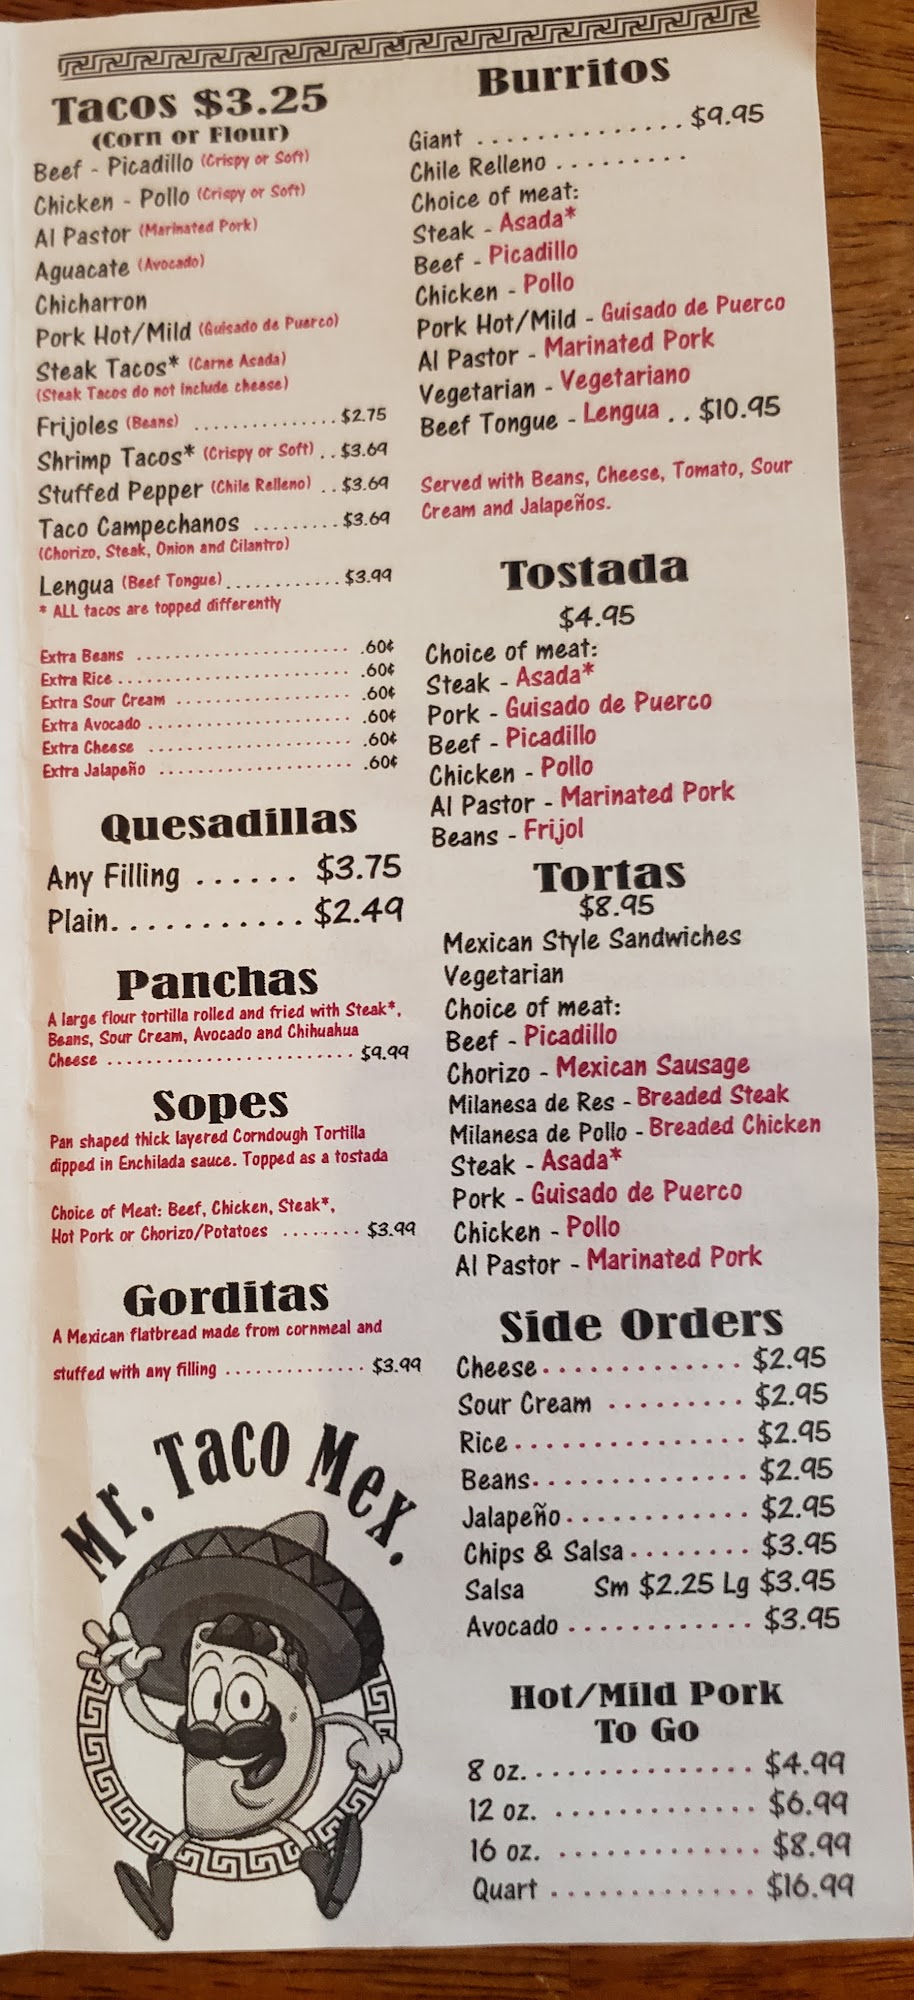 Tacos $3.25
(Corn or Flour)
Beef - Picadillo (Crispy or Soft)
Chicken - Pollo (Crispy or Soft)
Al Pastor (Marinated Pork)
Aguacate (Avocado)
Chicharron
Pork Hot/Mild (Guisado de Puerco)
Steak Tacos* (Carne Asada)
(Steak Tacos do not include cheese)
Frijoles (Beans) .............. $2.75
Shrimp Tacos* (Crispy or Soft) .. $3.69
Stuffed Pepper (Chile Relleno) .. $3.69
Taco Campechanos ......... $3.69
(Chorizo, Steak, Onion and Cilantro)
Lengua (Beef Tongue) ............ $3.99
* ALL tacos are topped differently
Extra Beans ...................... .60¢
Extra Rice ........................ .60¢
Extra Sour Cream .................. .60¢
Extra Avocado ..................... .60¢
Extra Cheese ..................... .60¢
Extra Jalapeño .................... .60¢
Quesadillas
Any Filling ...... $3.75
Plain........... $2.49
Panchas
A large flour tortilla rolled and fried with Steak*,
Beans, Sour Cream, Avocado and Chihuahua
Cheese ........................ $9.99
Sopes
Pan shaped thick layered Corndough Tortilla
dipped in Enchilada sauce. Topped as a tostada
Choice of Meat: Beef, Chicken, Steak*,
Hot Pork or Chorizo/Potatoes ........ $3.99
Gorditas
A Mexican flatbread made from cornmeal and
stuffed with any filling .............. $3.99
Mr. Taco Mex.
Burritos
Giant .............. $9.95
Chile Relleno .........
Choice of meat:
Steak - Asada*
Beef - Picadillo
Chicken - Pollo
Pork Hot/Mild - Guisado de Puerco
Al Pastor - Marinated Pork
Vegetarian - Vegetariano
Beef Tongue - Lengua .. $10.95
Served with Beans, Cheese, Tomato, Sour
Cream and Jalapeños.
Tostada
$4.95
Choice of meat:
Steak - Asada*
Pork - Guisado de Puerco
Beef - Picadillo
Chicken - Pollo
Al Pastor - Marinated Pork
Beans - Frijol
Tortas
$8.95
Mexican Style Sandwiches
Vegetarian
Choice of meat:
Beef - Picadillo
Chorizo - Mexican Sausage
Milanesa de Res - Breaded Steak
Milanesa de Pollo - Breaded Chicken
Steak - Asada*
Pork - Guisado de Puerco
Chicken - Pollo
Al Pastor - Marinated Pork
Side Orders
Cheese............. $2.95
Sour Cream ......... $2.95
Rice............... $2.95
Beans.............. $2.95
Jalapeño............ $2.95
Chips & Salsa........ $3.95
Salsa Sm $2.25 Lg $3.95
Avocado ............ $3.95
Hot/Mild Pork
To Go
8 oz. .............. $4.99
12 oz. ............. $6.99
16 oz. ............. $8.99
Quart ............. $16.99